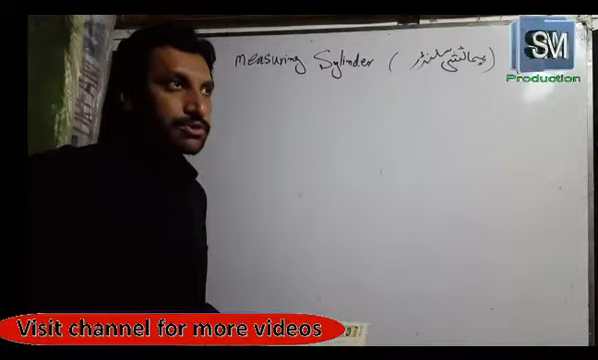 measuring Sylinder (پیمائشی سلنڈر)
SM
Production
Visit channel for more videos